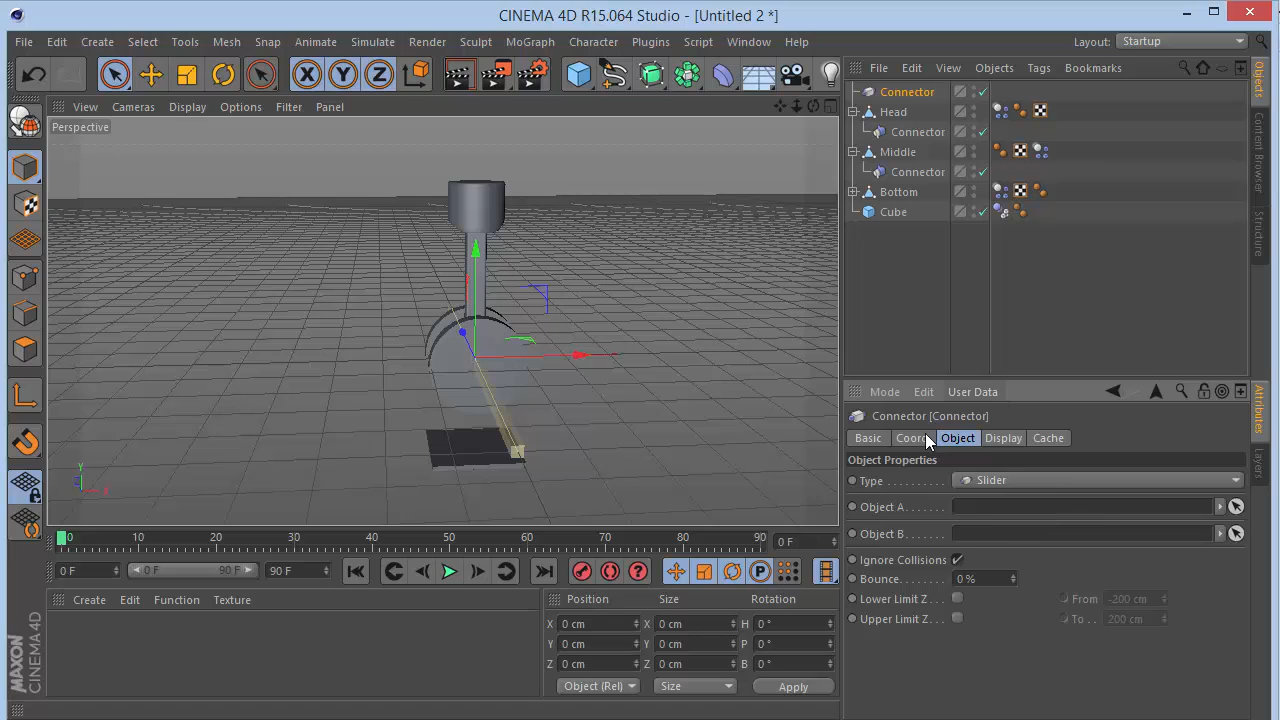 CINEMA 4D R15.064 Studio - [Untitled 2 *]
File Edit Create Select Tools Mesh Snap Animate Simulate Render Sculpt MoGraph Character Plugins Script Window Help Layout: Startup
X Y Z
File Edit View Objects Tags Bookmarks
View Cameras Display Options Filter Panel
Perspective
Connector
Head
Connector
Middle
Connector
Bottom
Cube
Objects
Content Browser
Structure
Y
Z X
Mode Edit User Data
Connector [Connector]
Basic Coord Object Display Cache
Object Properties
Type . . . . . . . . . . Slider
Object A . . . . . . .
Object B . . . . . . .
Ignore Collisions
Bounce. . . . . . . . 0 %
Lower Limit Z . . . From -200 cm
Upper Limit Z . . . To . . 200 cm
Attributes
Layers
0 10 20 30 40 50 60 70 80 90 0 F
0 F 0 F 90 F 90 F
P
Create Edit Function Texture
Position Size Rotation
X 0 cm X 0 cm H 0 °
Y 0 cm Y 0 cm P 0 °
Z 0 cm Z 0 cm B 0 °
Object (Rel) Size Apply
MAXON
CINEMA 4D